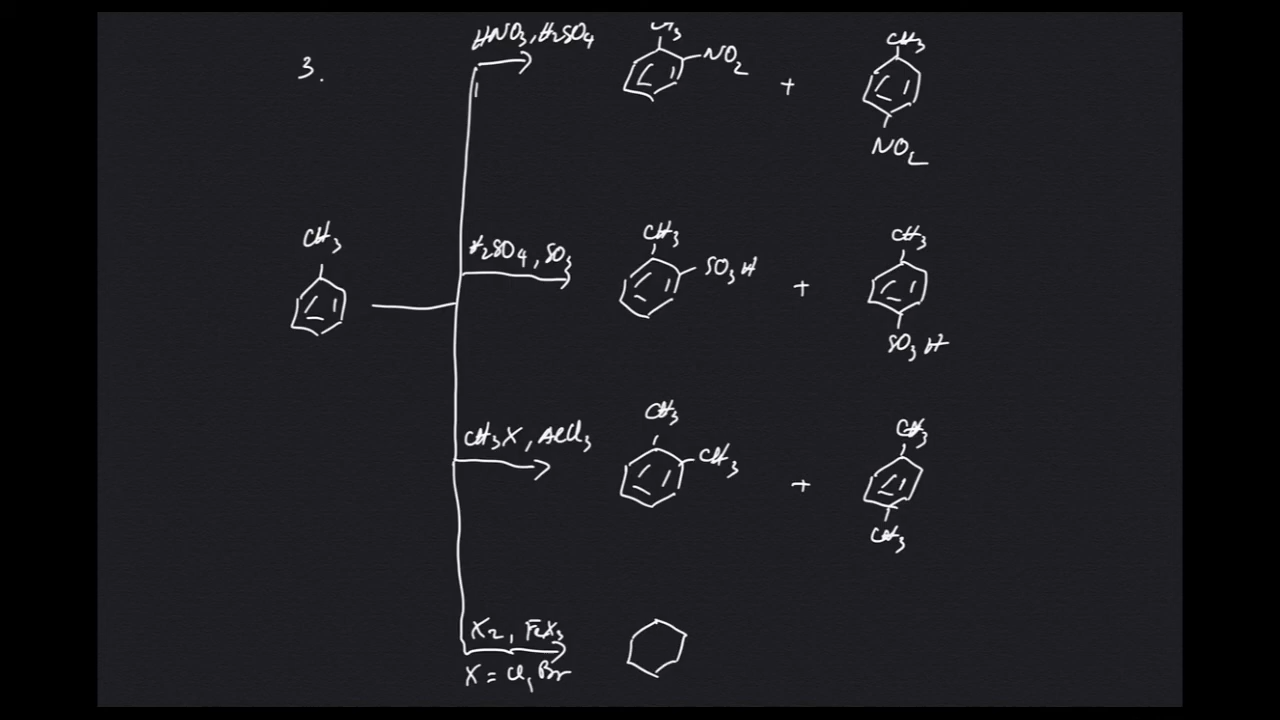 3.
HNO3, H2SO4
CH3
NO2
+
CH3
NO2
CH3
H2SO4, SO3
CH3
SO3H
+
CH3
SO3H
CH3X, AlCl3
CH3
CH3
+
CH3
CH3
X2, FeX3
X = Cl, Br